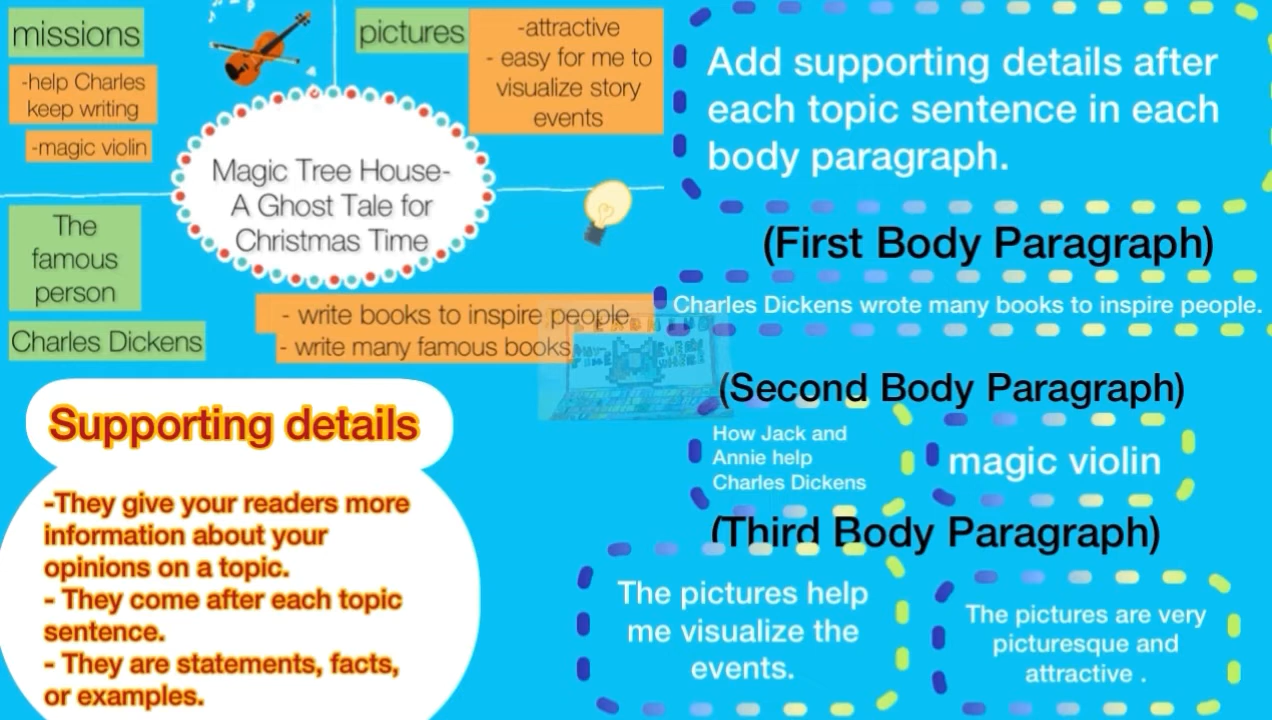 missions
-help Charles
keep writing
-magic violin
pictures
-attractive
- easy for me to
visualize story
events
Magic Tree House-
A Ghost Tale for
Christmas Time
The
famous
person
Charles Dickens
- write books to inspire people
- write many famous books
Supporting details
-They give your readers more
information about your
opinions on a topic.
- They come after each topic
sentence.
- They are statements, facts,
or examples.
Add supporting details after
each topic sentence in each
body paragraph.
(First Body Paragraph)
Charles Dickens wrote many books to inspire people.
(Second Body Paragraph)
How Jack and
Annie help
Charles Dickens
magic violin
(Third Body Paragraph)
The pictures help
me visualize the
events.
The pictures are very
picturesque and
attractive .